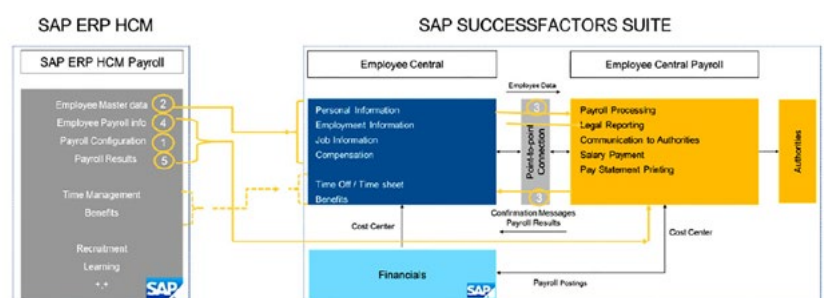 SAP ERP HCM
SAP SUCCESSFACTORS SUITE
SAP ERP HCM Payroll
Employee Central
Employee Central Payroll
Employee Data
Employee Master data 2
Employee Payroll info 4
Payroll Configuration 1
Payroll Results 5
Time Management
Benefits
Recruitment
Learning
*.*
SAP
Personal Information
Employment Information
Job Information
Compensation
Time Off / Time sheet
Benefits
3
Point-to-point
Connection
3
Payroll Processing
Legal Reporting
Communication to Authorities
Salary Payment
Pay Statement Printing
Authorities
Confirmation Messages
Payroll Results
Cost Center
Cost Center
Financials
SAP
Payroll Postings